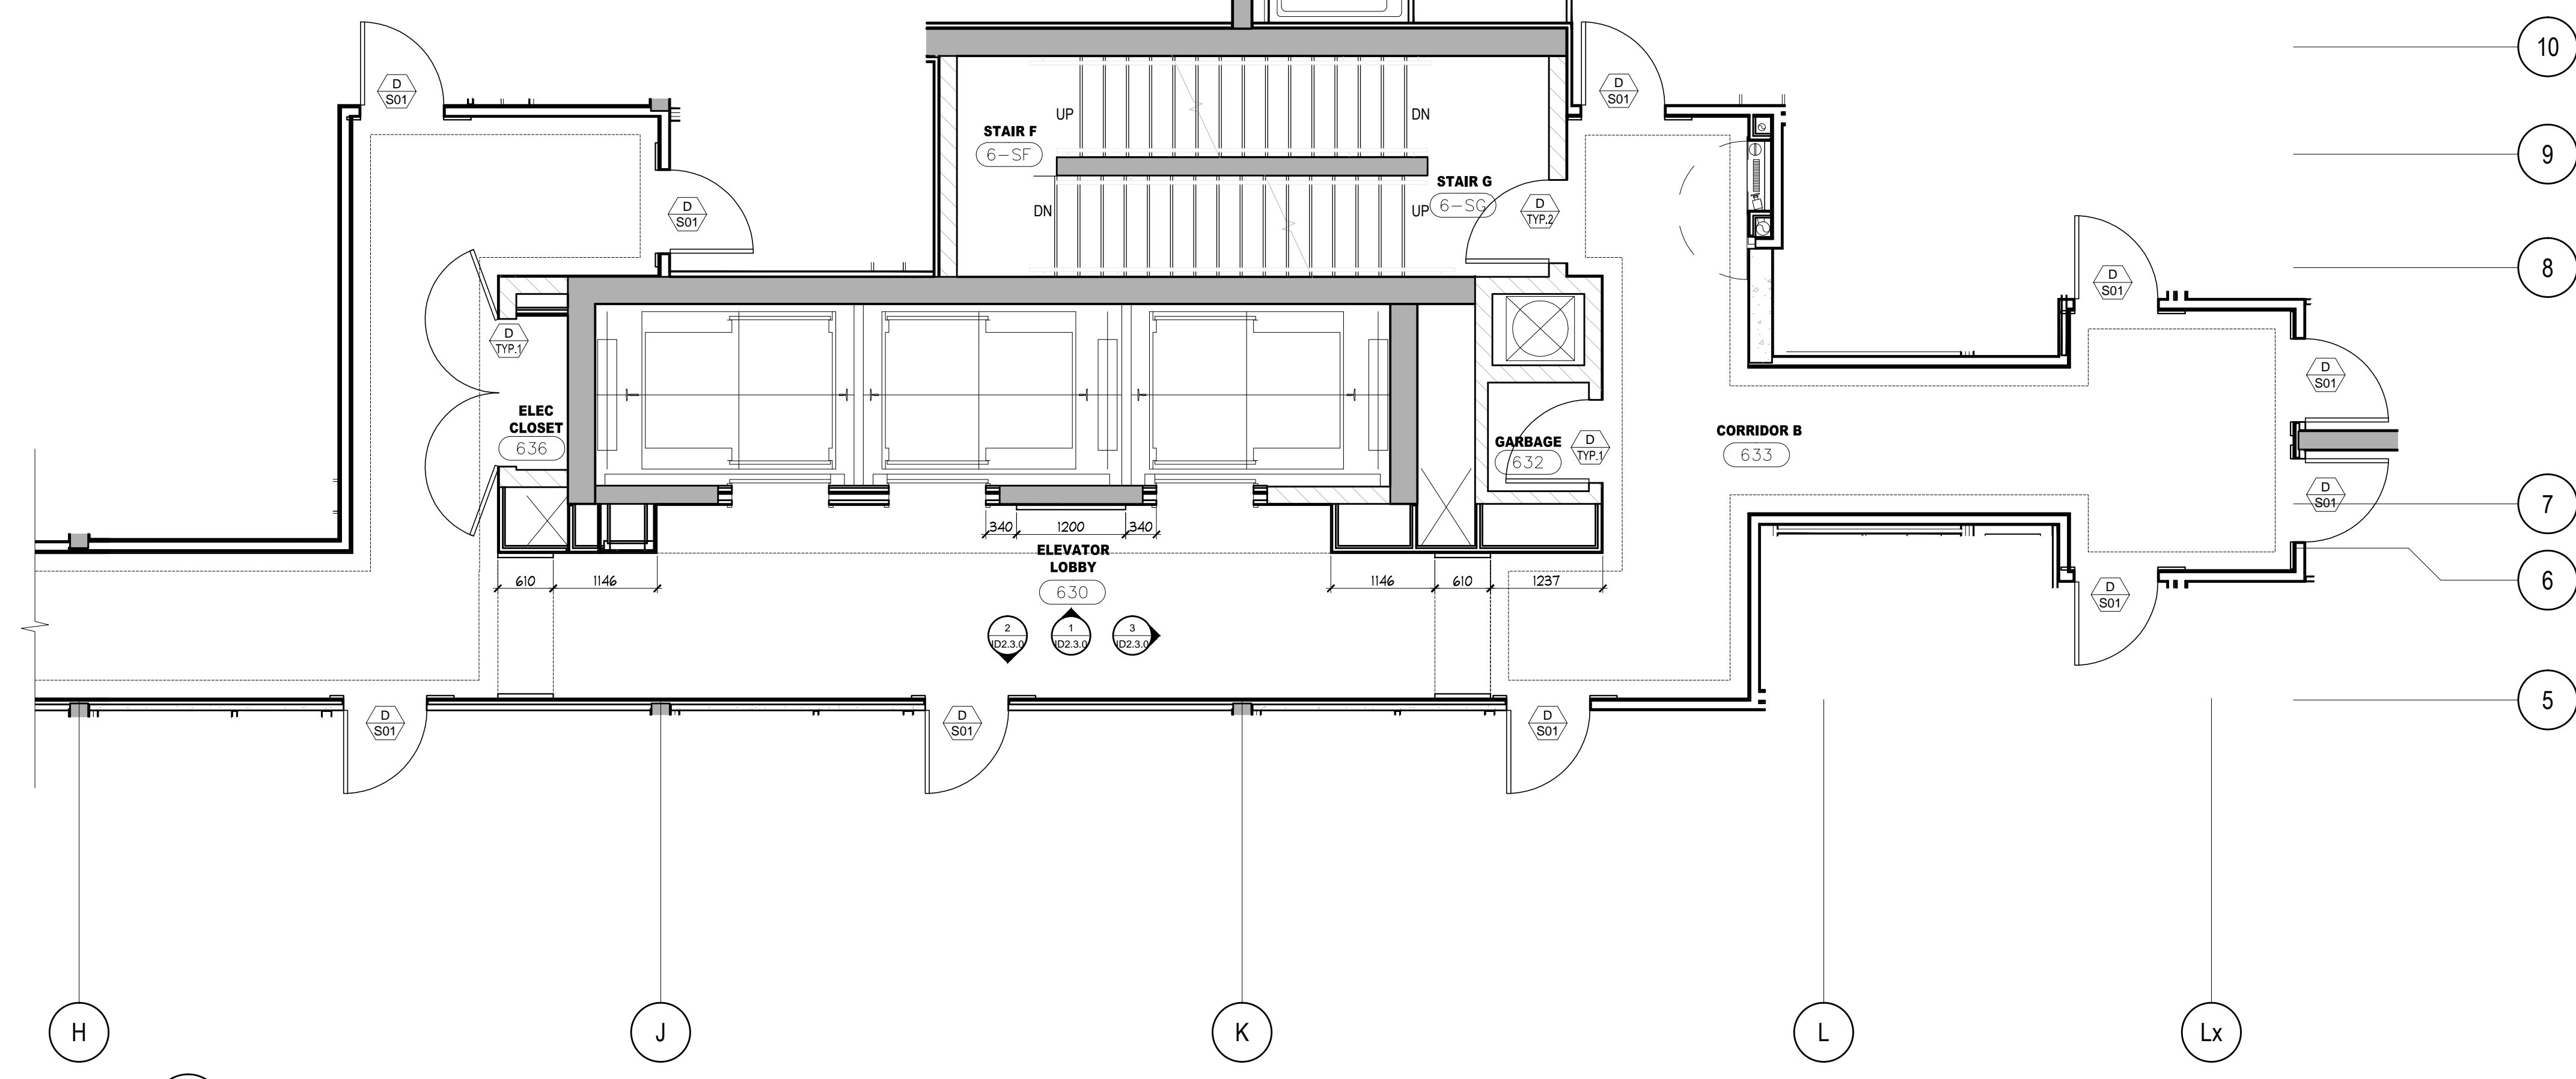 10
D
S01
D
S01
UP
DN
STAIR F
6-SF
9
STAIR G
6-SG
DN
UP
D
S01
D
TYP.2
8
D
S01
D
TYP.1
D
S01
ELEC
CLOSET
636
GARBAGE
632
D
TYP.1
CORRIDOR B
633
D
S01
7
340
1200
340
ELEVATOR
LOBBY
630
610
1146
1146
610
1237
6
D
S01
2
ID2.3.0
1
ID2.3.0
3
ID2.3.0
5
D
S01
D
S01
D
S01
H
J
K
L
Lx